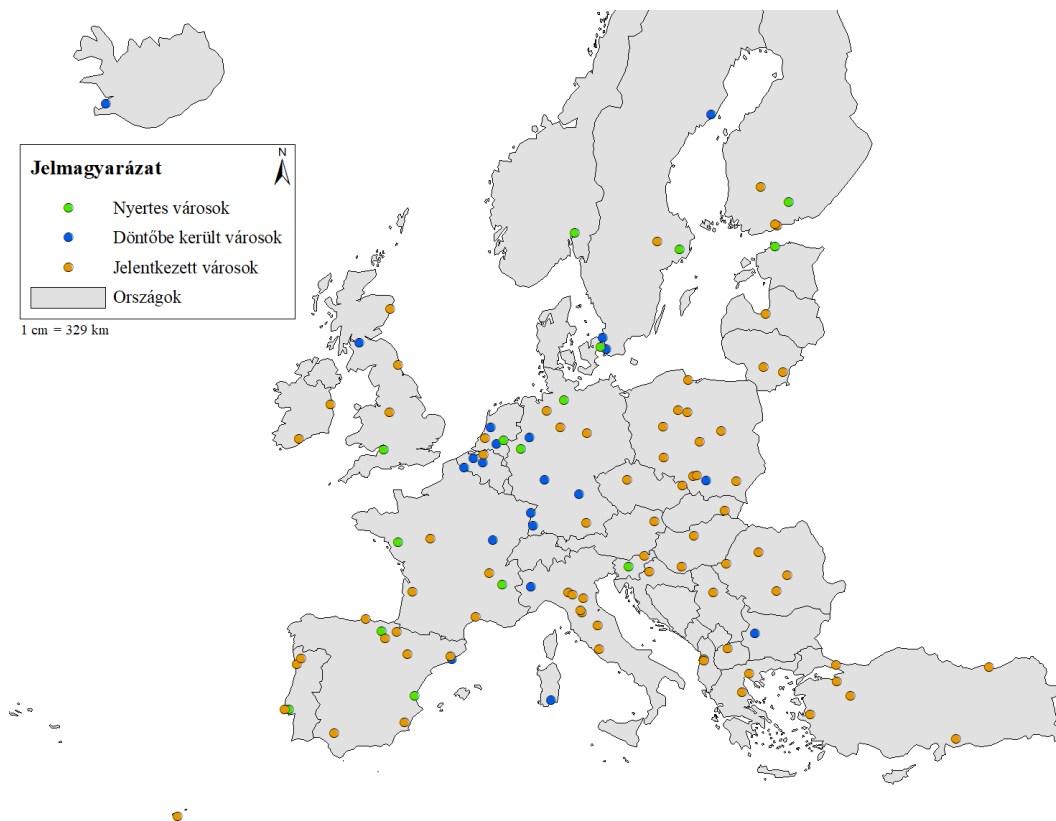 N
Jelmagyarázat
Nyertes városok
Döntőbe került városok
Jelentkezett városok
Országok
1 cm = 329 km